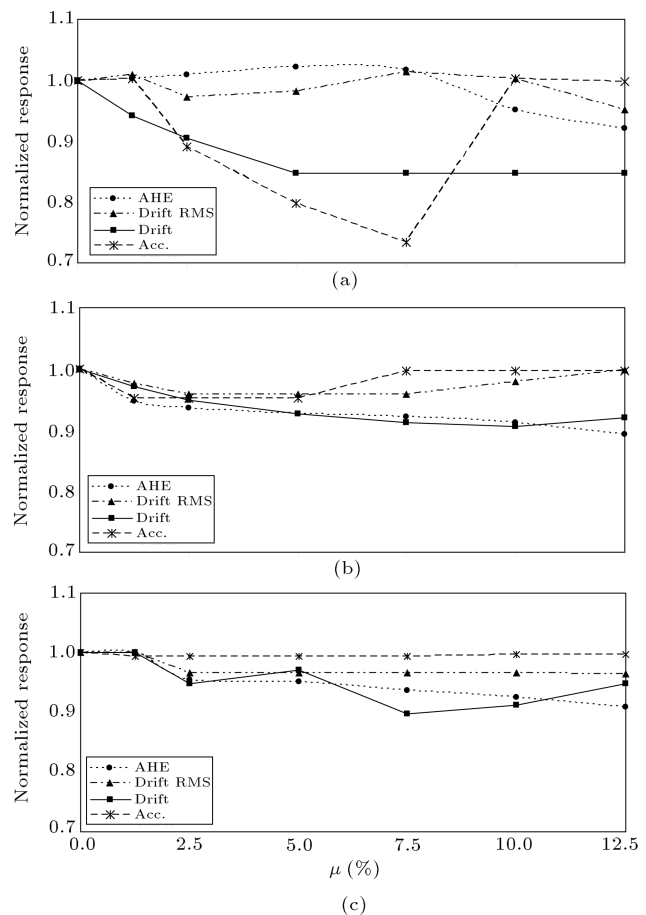 1.1
1.0
0.9
0.8
0.7
Normalized response
AHE
Drift RMS
Drift
Acc.
(a)
1.1
1.0
0.9
0.8
0.7
Normalized response
AHE
Drift RMS
Drift
Acc.
(b)
1.1
1.0
0.9
0.8
0.7
Normalized response
AHE
Drift RMS
Drift
Acc.
0.0 2.5 5.0 7.5 10.0 12.5
μ (%)
(c)